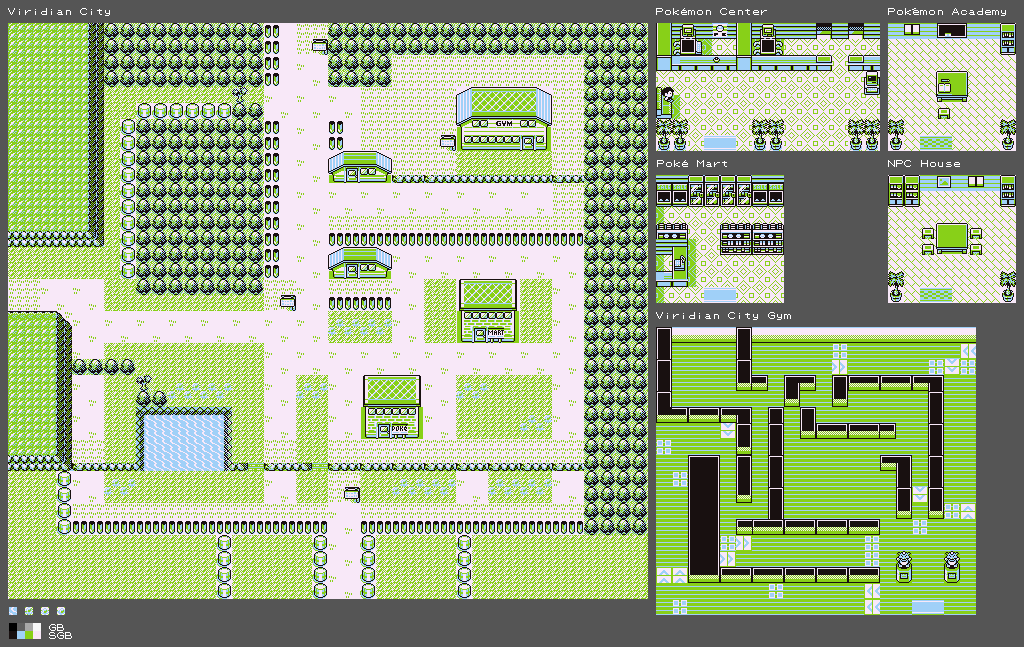 Viridian City
Pokémon Center
Pokémon Academy
GYM
Poké Mart
NPC House
MART
Viridian City Gym
POKé
GB
SGB